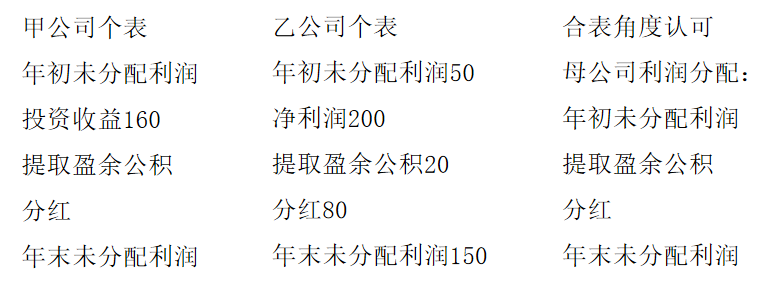 甲公司个表 乙公司个表 合表角度认可
年初未分配利润 年初未分配利润50 母公司利润分配：
投资收益160 净利润200 年初未分配利润
提取盈余公积 提取盈余公积20 提取盈余公积
分红 分红80 分红
年末未分配利润 年末未分配利润150 年末未分配利润